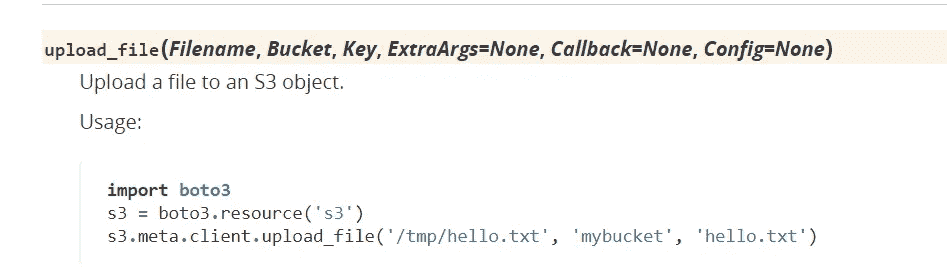 upload_file(Filename, Bucket, Key, ExtraArgs=None, Callback=None, Config=None)
Upload a file to an S3 object.
Usage:
import boto3
s3 = boto3.resource('s3')
s3.meta.client.upload_file('/tmp/hello.txt', 'mybucket', 'hello.txt')